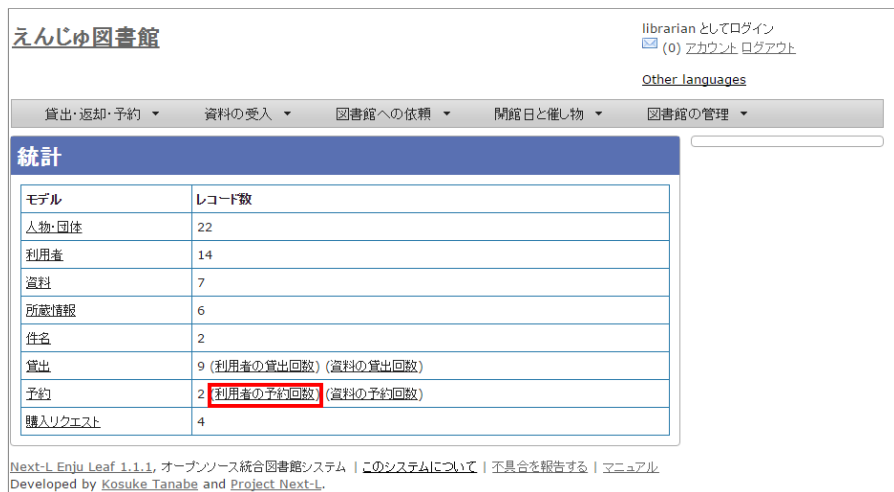 えんじゅ図書館
librarian としてログイン
(0) アカウント ログアウト
Other languages
貸出・返却・予約 ▼ 資料の受入 ▼ 図書館への依頼 ▼ 開館日と催し物 ▼ 図書館の管理 ▼
統計
モデル レコード数
人物・団体 22
利用者 14
資料 7
所蔵情報 6
件名 2
貸出 9 (利用者の貸出回数) (資料の貸出回数)
予約 2 (利用者の予約回数) (資料の予約回数)
購入リクエスト 4
Next-L Enju Leaf 1.1.1, オープンソース統合図書館システム | このシステムについて | 不具合を報告する | マニュアル
Developed by Kosuke Tanabe and Project Next-L.